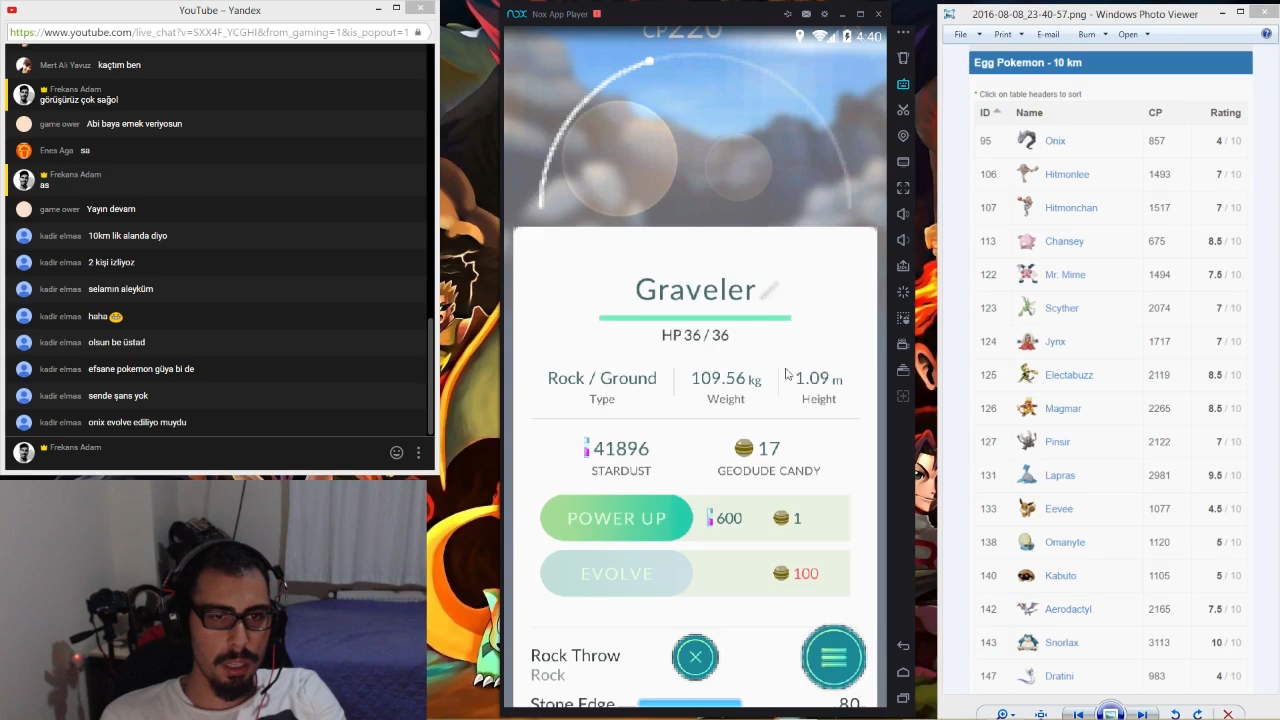 YouTube – Yandex
https://www.youtube.com/live_chat?v=SXX4F_YCGHI&from_gaming=1&is_popout=1
Mert Ali Yavuz kaçtım ben
Frekans Adam
görüşürüz çok sağol
game ower Abi baya emek veriyosun
Enes Aga sa
Frekans Adam
as
game ower Yayın devam
kadir elmas 10km lik alanda diyo
kadir elmas 2 kişi izliyoz
kadir elmas selamın aleyküm
kadir elmas haha
kadir elmas olsun be üstad
kadir elmas efsane pokemon güya bi de
kadir elmas sende şans yok
kadir elmas onix evolve ediliyo muydu
Frekans Adam
nox Nox App Player
4:40
CP220
Graveler
HP 36 / 36
Rock / Ground
Type
109.56 kg
Weight
1.09 m
Height
41896
STARDUST
17
GEODUDE CANDY
POWER UP 600 1
EVOLVE 100
Rock Throw
Rock
Stone Edge 80
2016-08-08_23-40-57.png - Windows Photo Viewer
File Print E-mail Burn Open
Egg Pokemon - 10 km
* Click on table headers to sort
ID Name CP Rating
95 Onix 857 4 / 10
106 Hitmonlee 1493 7 / 10
107 Hitmonchan 1517 7 / 10
113 Chansey 675 8.5 / 10
122 Mr. Mime 1494 7.5 / 10
123 Scyther 2074 7 / 10
124 Jynx 1717 7 / 10
125 Electabuzz 2119 8.5 / 10
126 Magmar 2265 8.5 / 10
127 Pinsir 2122 7 / 10
131 Lapras 2981 9.5 / 10
133 Eevee 1077 4.5 / 10
138 Omanyte 1120 5 / 10
140 Kabuto 1105 5 / 10
142 Aerodactyl 2165 7.5 / 10
143 Snorlax 3113 10 / 10
147 Dratini 983 4 / 10